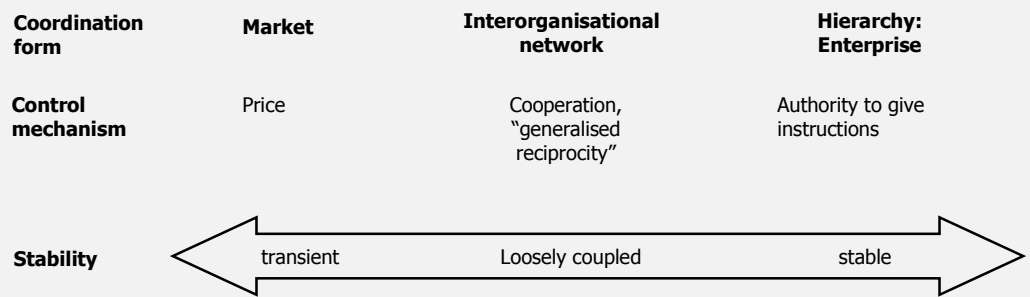 Coordination
form
Market
Interorganisational
network
Hierarchy:
Enterprise
Control
mechanism
Price
Cooperation,
“generalised
reciprocity”
Authority to give
instructions
Stability
transient
Loosely coupled
stable